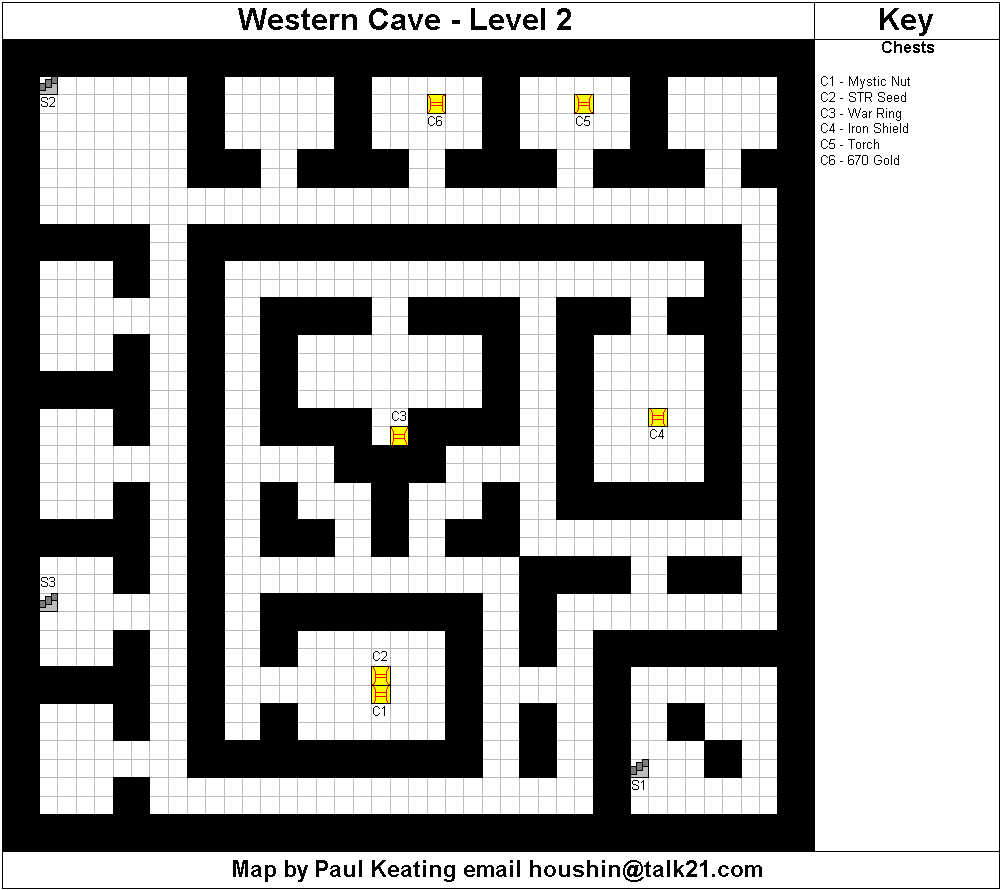 Western Cave - Level 2
Key
Chests
C1 - Mystic Nut
C2 - STR Seed
C3 - War Ring
C4 - Iron Shield
C5 - Torch
C6 - 670 Gold
S2
C6
C5
C3
C4
S3
C2
C1
S1
Map by Paul Keating email houshin@talk21.com